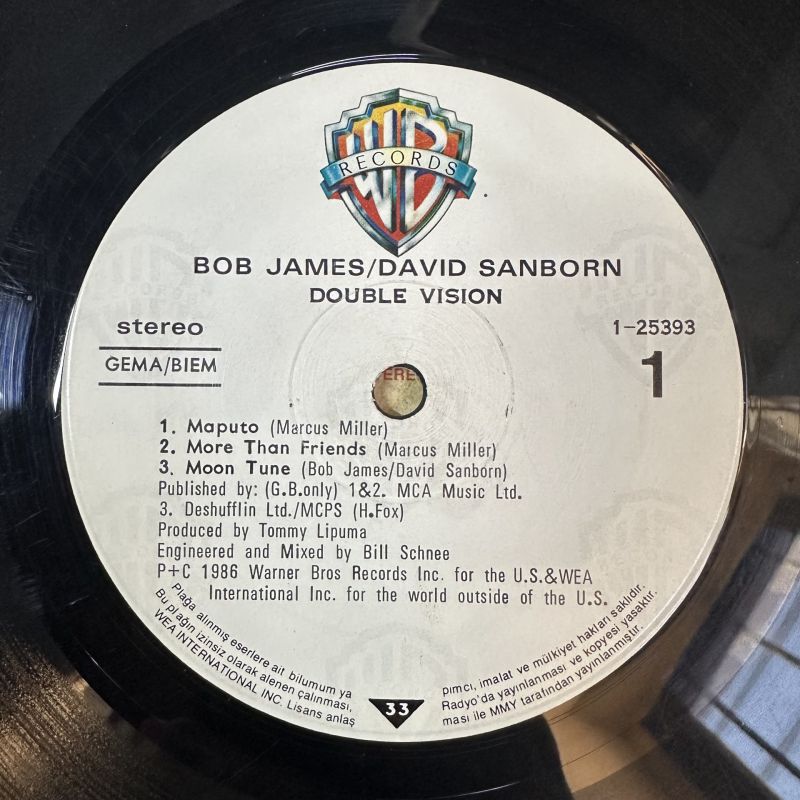 WB
RECORDS
BOB JAMES/DAVID SANBORN
DOUBLE VISION
stereo
GEMA/BIEM
1-25393
1
ERE
1. Maputo (Marcus Miller)
2. More Than Friends (Marcus Miller)
3. Moon Tune (Bob James/David Sanborn)
Published by: (G.B.only) 1&2. MCA Music Ltd.
3. Deshufflin Ltd./MCPS (H.Fox)
Produced by Tommy Lipuma
Engineered and Mixed by Bill Schnee
P+C 1986 Warner Bros Records Inc. for the U.S.&WEA
International Inc. for the world outside of the U.S.
Plağa alınmış eserlere ait bilumum ya
Bu plağın izinsiz olarak alenen çalınması,
WEA INTERNATIONAL INC. Lisans anlaş
33
pımcı, imalat ve mülkiyet hakları saklıdır.
Radyo'da yayınlanması ve kopyesi yasaktır.
ması ile MMY tarafından yayınlanmıştır.